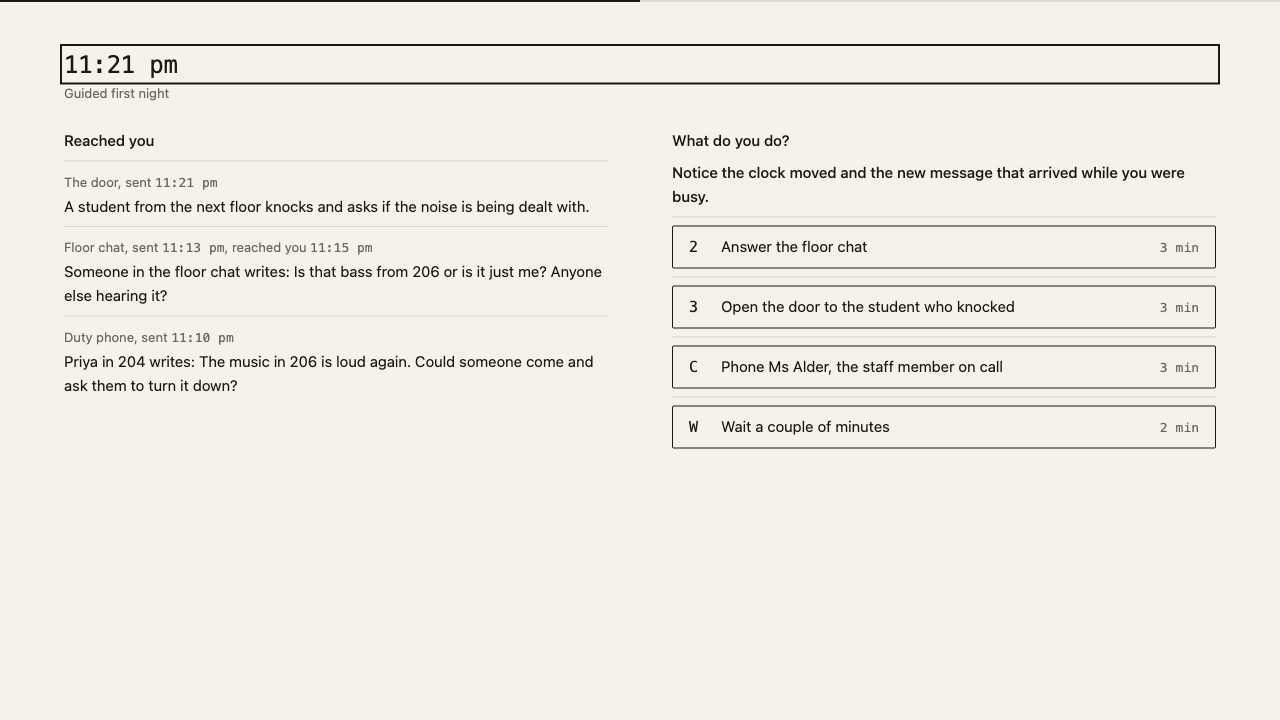 11:21 pm
Guided first night
Reached you
The door, sent 11:21 pm
A student from the next floor knocks and asks if the noise is being dealt with.
Floor chat, sent 11:13 pm, reached you 11:15 pm
Someone in the floor chat writes: Is that bass from 206 or is it just me? Anyone
else hearing it?
Duty phone, sent 11:10 pm
Priya in 204 writes: The music in 206 is loud again. Could someone come and
ask them to turn it down?
What do you do?
Notice the clock moved and the new message that arrived while you were
busy.
2 Answer the floor chat 3 min
3 Open the door to the student who knocked 3 min
C Phone Ms Alder, the staff member on call 3 min
W Wait a couple of minutes 2 min